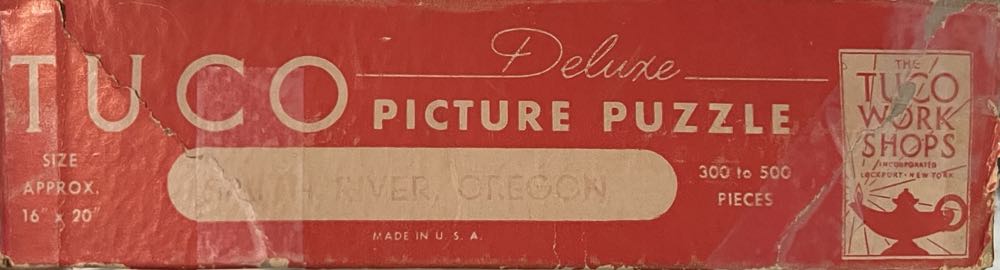 TUCO
Deluxe
PICTURE PUZZLE
SIZE
APPROX.
16" x 20"
RIVER, OREGON
300 to 500
PIECES
MADE IN U. S. A.
THE
TUCO
WORK
SHOPS
INCORPORATED
LOCKPORT • NEW YORK